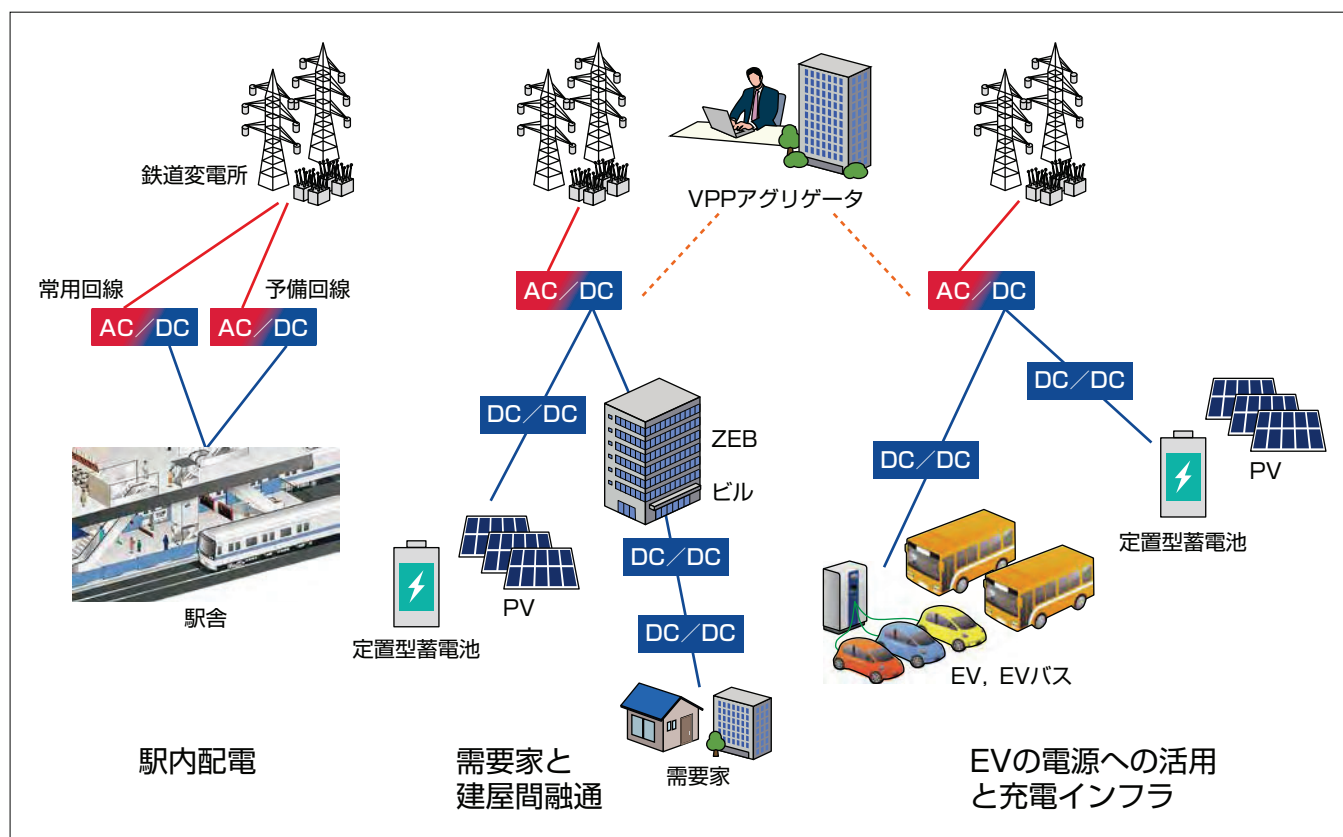 鉄道変電所
常用回線
予備回線
AC／DC
AC／DC
駅舎
駅内配電
VPPアグリゲータ
AC／DC
DC／DC
ZEB
ビル
定置型蓄電池
PV
DC／DC
DC／DC
需要家
需要家と
建屋間融通
AC／DC
DC／DC
DC／DC
PV
定置型蓄電池
EV，EVバス
EVの電源への活用
と充電インフラ